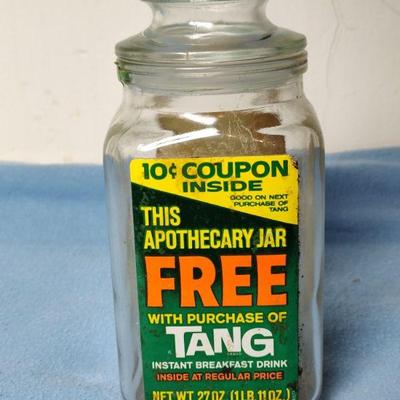 10¢ COUPON
INSIDE
GOOD ON NEXT
PURCHASE OF
TANG
THIS
APOTHECARY JAR
FREE
WITH PURCHASE OF
TANG
INSTANT BREAKFAST DRINK
INSIDE AT REGULAR PRICE
NET WT. 27 OZ. (1 LB. 11 OZ.)